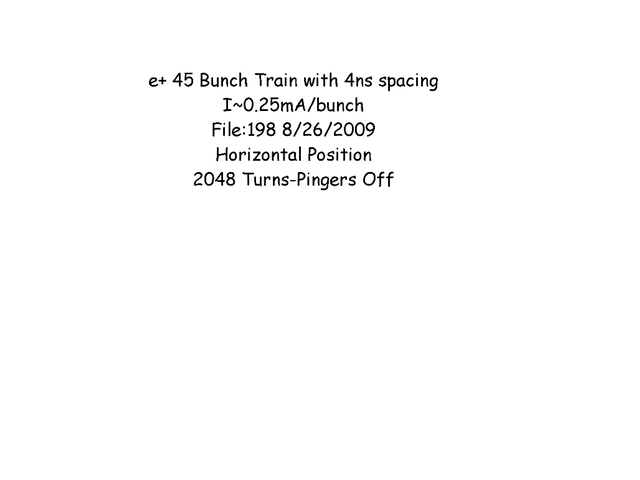 e+ 45 Bunch Train with 4ns spacing
I~0.25mA/bunch
File:198 8/26/2009
Horizontal Position
2048 Turns-Pingers Off